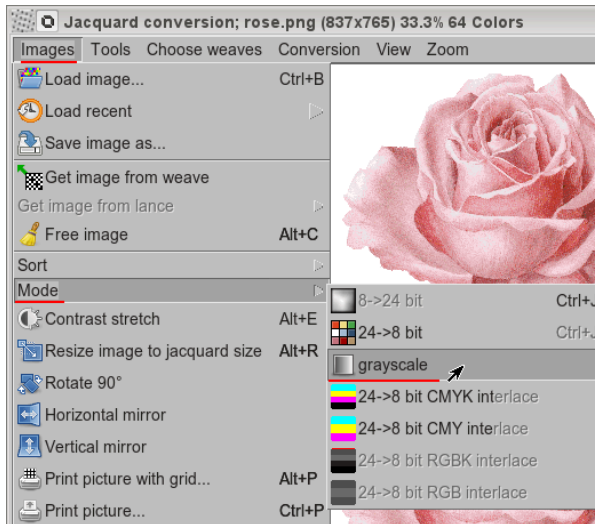 Jacquard conversion; rose.png (837x765) 33.3% 64 Colors
Images Tools Choose weaves Conversion View Zoom
Load image... Ctrl+B
Load recent
Save image as...
Get image from weave
Get image from lance
Free image Alt+C
Sort
Mode
8->24 bit Ctrl+J
Contrast stretch Alt+E
24->8 bit Ctrl+J
Resize image to jacquard size Alt+R
grayscale
Rotate 90°
24->8 bit CMYK interlace
Horizontal mirror
24->8 bit CMY interlace
Vertical mirror
24->8 bit RGBK interlace
Print picture with grid... Alt+P
24->8 bit RGB interlace
Print picture... Ctrl+P